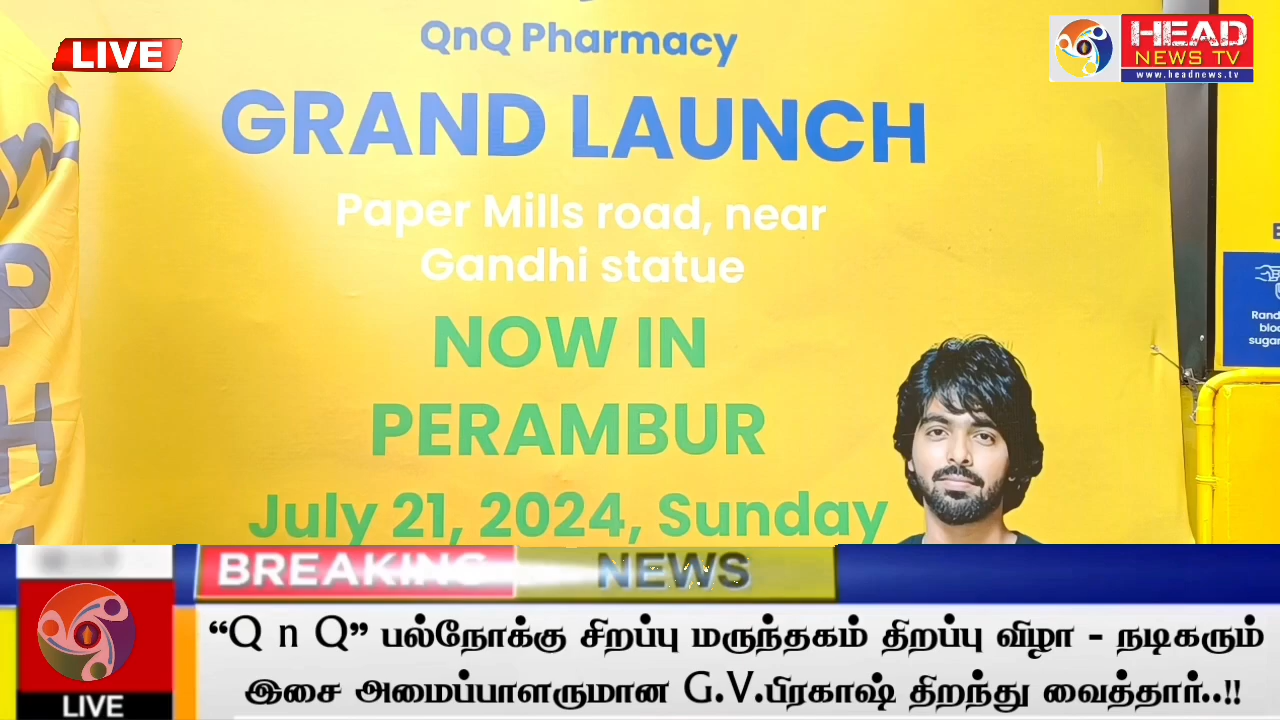 LIVE
QnQ Pharmacy
HEAD
NEWS TV
www.headnews.tv
GRAND LAUNCH
Paper Mills road, near
Gandhi statue
NOW IN
PERAMBUR
July 21, 2024, Sunday
P
H
BREAKING NEWS
“Q n Q” பல்நோக்கு சிறப்பு மருந்தகம் திறப்பு விழா - நடிகரும்
இசை அமைப்பாளருமான G.V.பிரகாஷ் திறந்து வைத்தார்..!!
LIVE